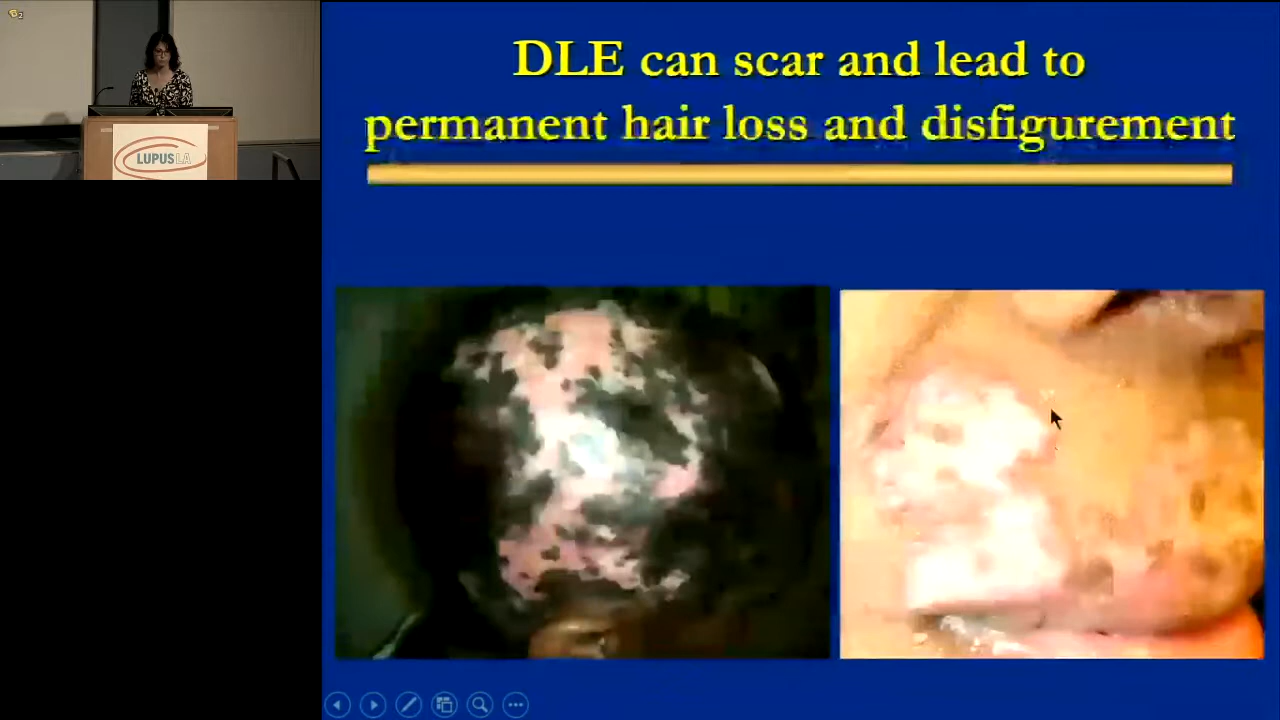 DLE can scar and lead to
permanent hair loss and disfigurement
LUPUS LA